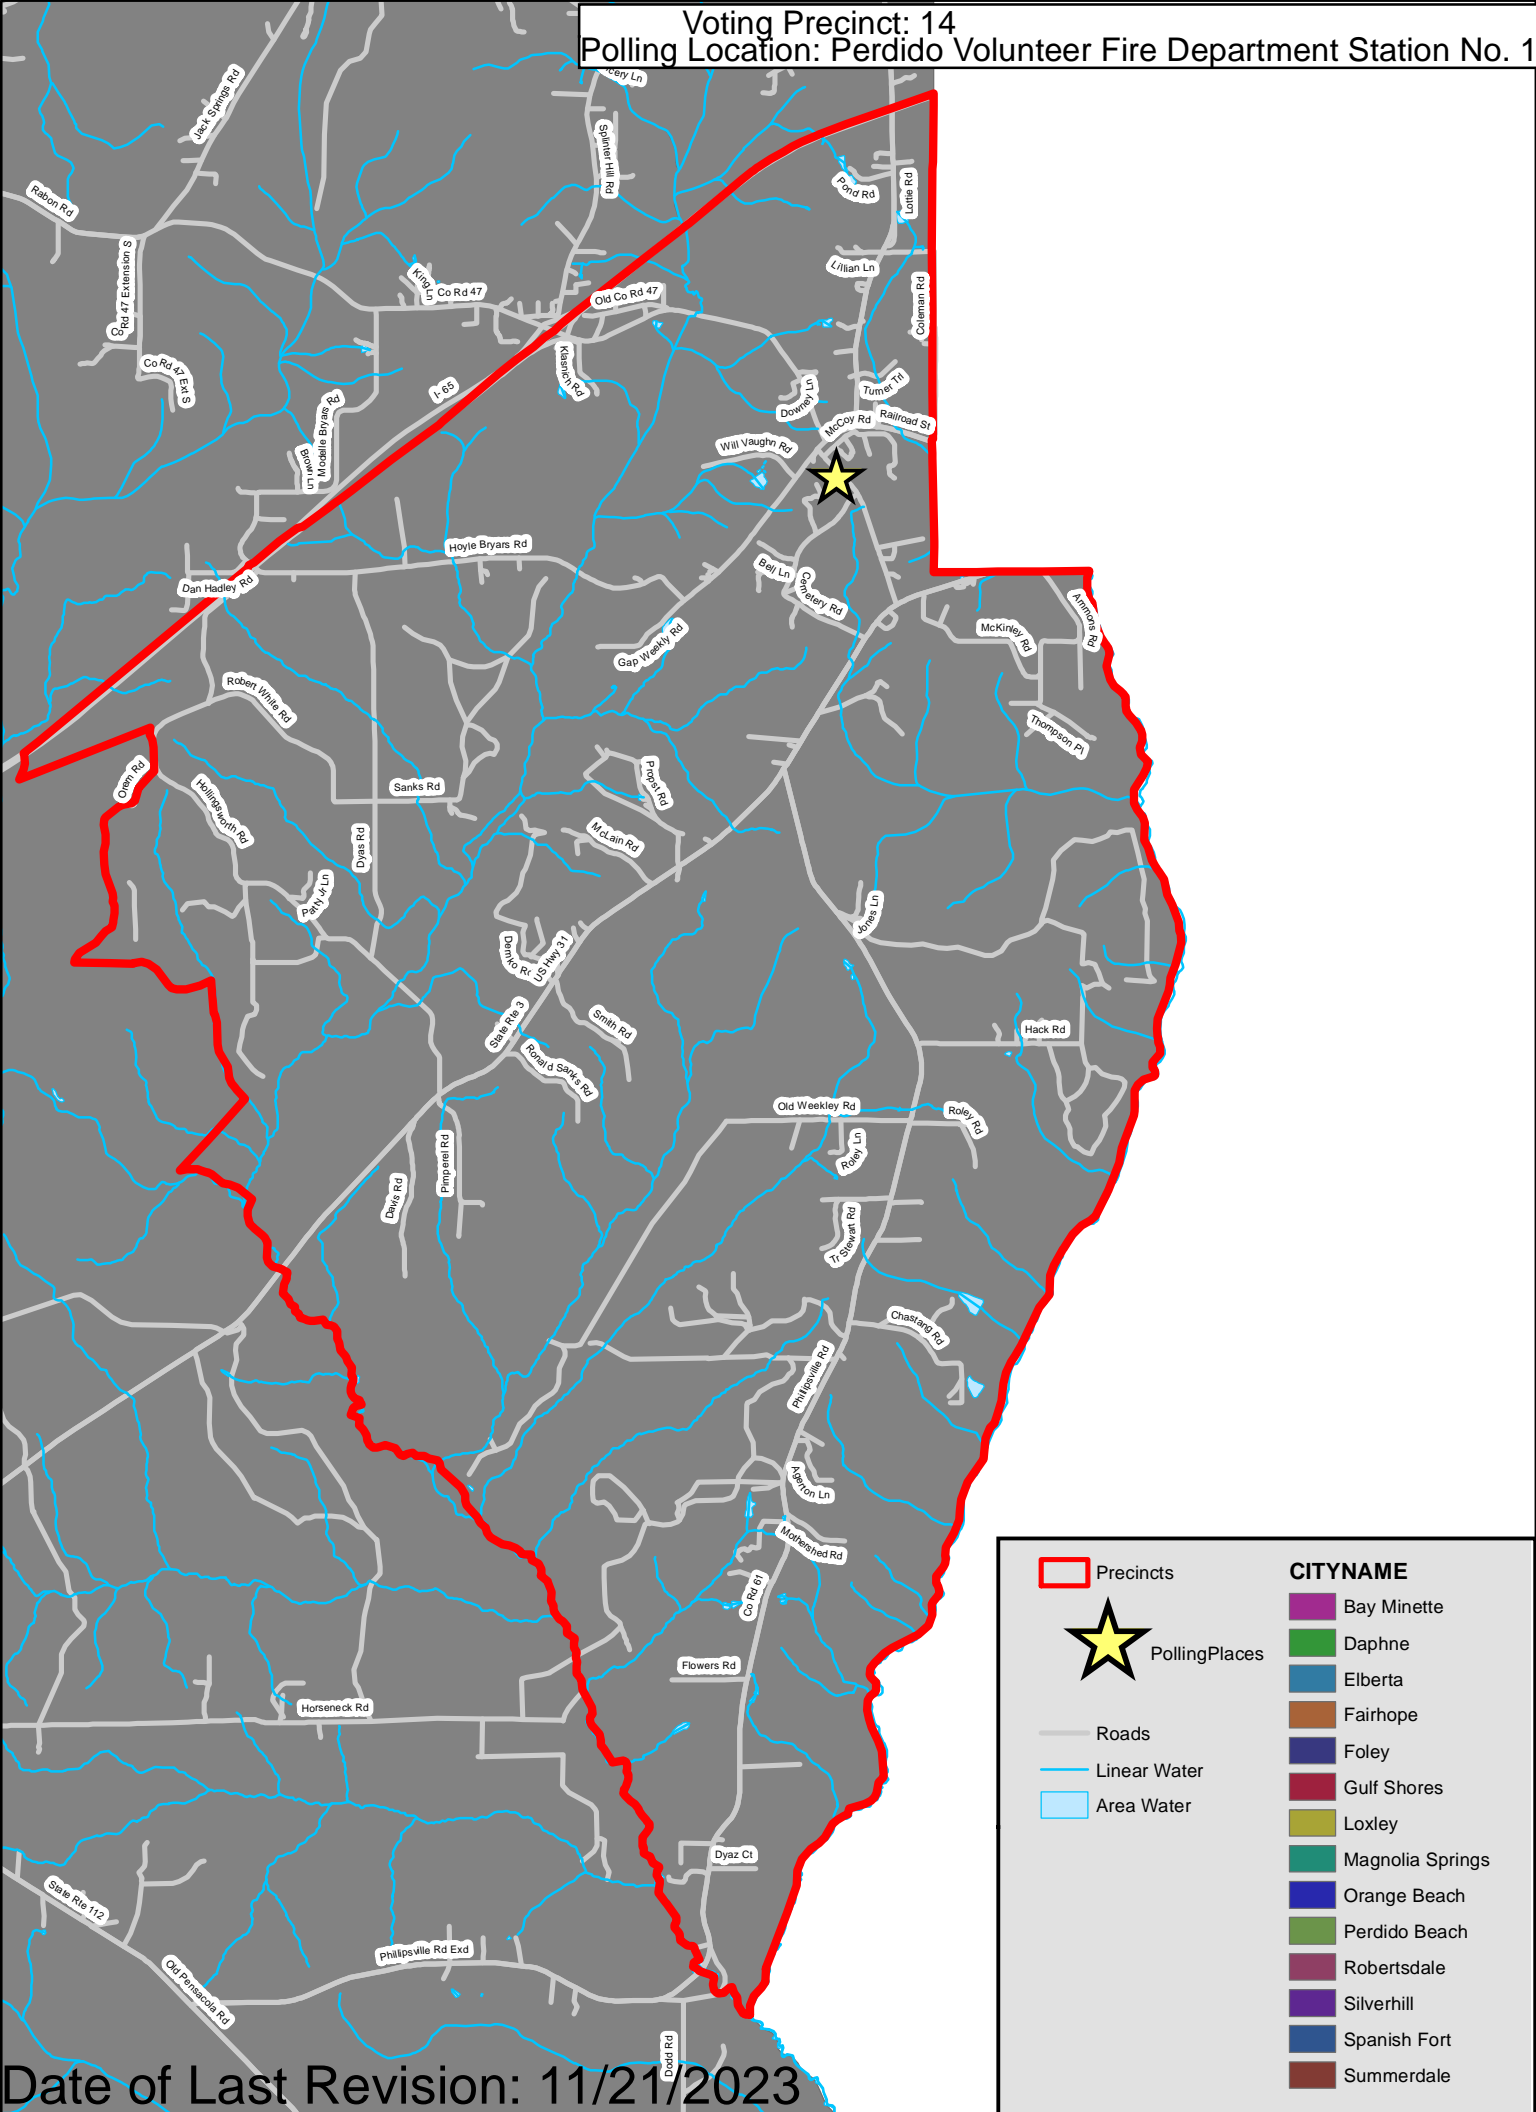 Voting Precinct: 14
Polling Location: Perdido Volunteer Fire Department Station No. 1
Jack Springs Rd
Splinter Hill Rd
Rabon Rd
Pond Rd
Lottie Rd
Co Rd 47 Extension S
King Ln
Co Rd 47
Old Co Rd 47
Lillian Ln
Coleman Rd
Co Rd 47 Ext S
Klasnich Rd
I- 65
Downey Ln
Turner Trl
Modelle Bryars Rd
Brown Ln
McCoy Rd
Railroad St
Will Vaughn Rd
Hoyle Bryars Rd
Dan Hadley Rd
Bell Ln
Cemetery Rd
Ammons Rd
McKinley Rd
Gap Weekly Rd
Robert White Rd
Thompson Pl
Orem Rd
Hollingsworth Rd
Sanks Rd
Propst Rd
McLain Rd
Dyas Rd
Patty Jr Ln
Jones Ln
Demko Rd
US Hwy 31
State Rte 3
Smith Rd
Hack Rd
Ronald Sanks Rd
Old Weekley Rd
Roley Rd
Roley Ln
Pimperel Rd
Davis Rd
Tr Stewart Rd
Chastang Rd
Phillipsville Rd
Agerton Ln
Mothershed Rd
Co Rd 61
Flowers Rd
Horseneck Rd
Dyaz Ct
State Rte 112
Phillipsville Rd Exd
Old Pensacola Rd
Dodd Rd
Date of Last Revision: 11/21/2023
Precincts
PollingPlaces
Roads
Linear Water
Area Water
CITYNAME
Bay Minette
Daphne
Elberta
Fairhope
Foley
Gulf Shores
Loxley
Magnolia Springs
Orange Beach
Perdido Beach
Robertsdale
Silverhill
Spanish Fort
Summerdale